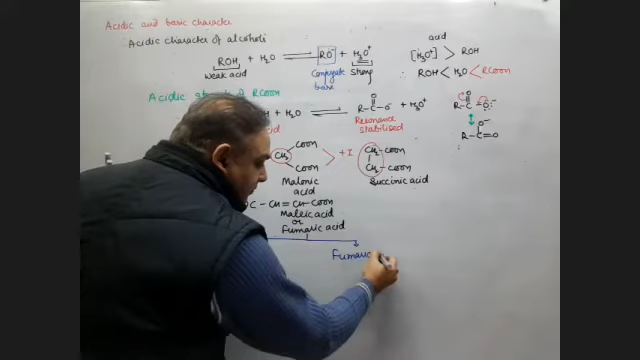 Acidic and basic character
Acidic character of alcohols
ROH + H₂O ⇌ RO⁻ + H₃O⁺
weak acid
Conjugate base
Strong
acid
[H₃O⁺] > ROH
ROH < H₂O < RCOOH
Acidic
RCOOH
H + H₂O ⇌ R-C-O⁻ + H₃O⁺
O
acid
Resonance stabilised
R-C-O⁻
O
O⁻
R-C=O
CH₂
COOH
COOH
Malonic acid
> +I
CH₂-COOH
CH₂-COOH
Succinic acid
C-CH=CH-COOH
Maleic acid
or
Fumaric acid
Fumaric